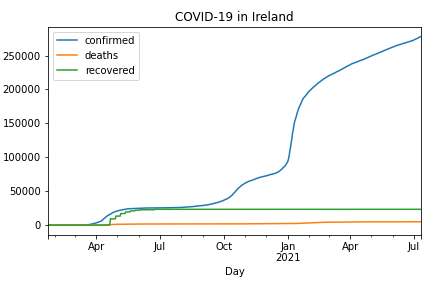 COVID-19 in Ireland
confirmed
deaths
recovered
250000
200000
150000
100000
50000
0
Apr Jul Oct Jan Apr Jul
2021
Day